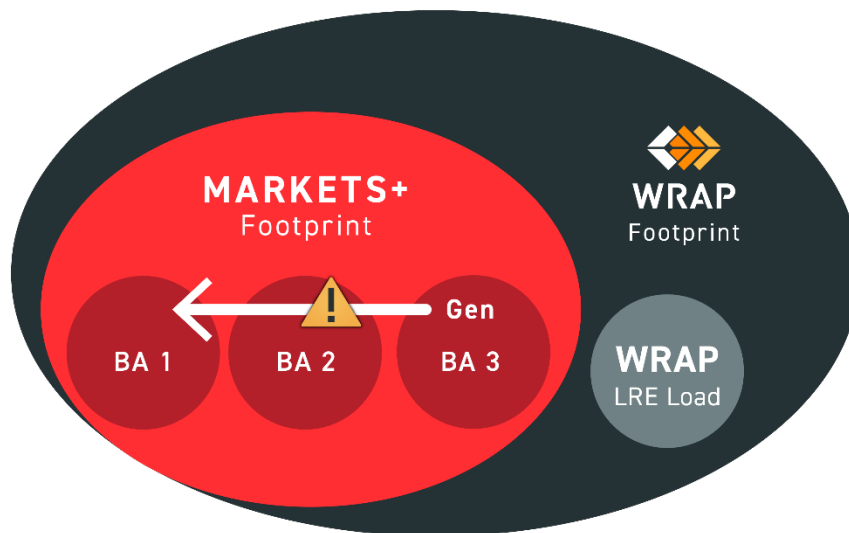 MARKETS+
Footprint
WRAP
Footprint
!
Gen
BA 1
BA 2
BA 3
WRAP
LRE Load